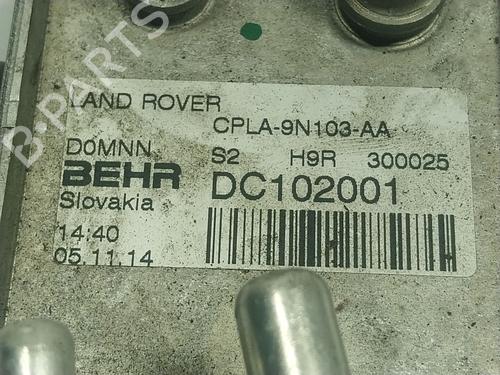 B-PARTS
LAND ROVER
CPLA-9N103-AA
D0MNN S2 H9R 300025
BEHR DC102001
Slovakia
14:40
05.11.14